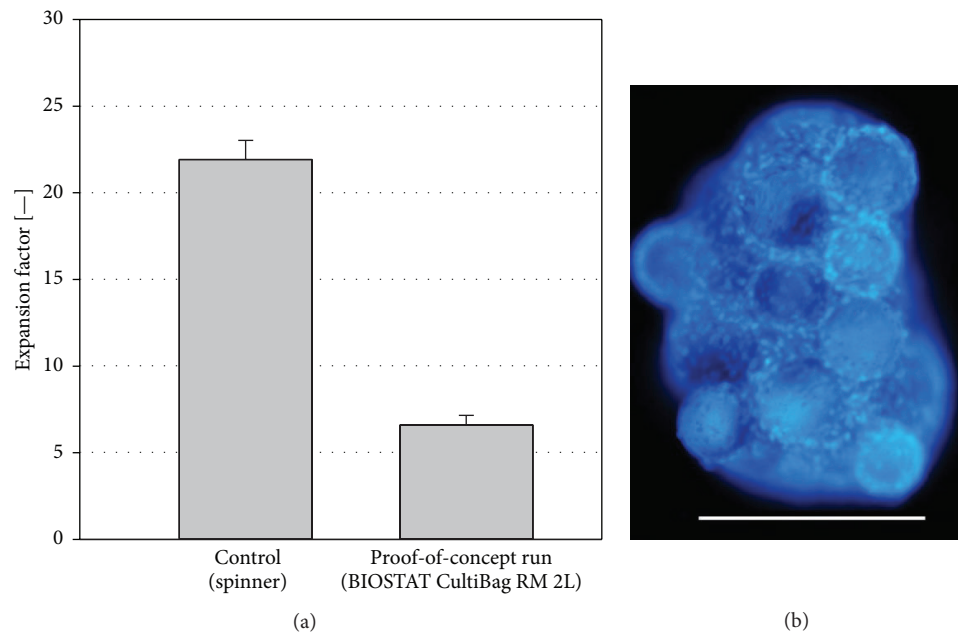 30
25
20
15
10
5
0
Expansion factor [—]
Control
(spinner)
Proof-of-concept run
(BIOSTAT CultiBag RM 2L)
(a)
(b)